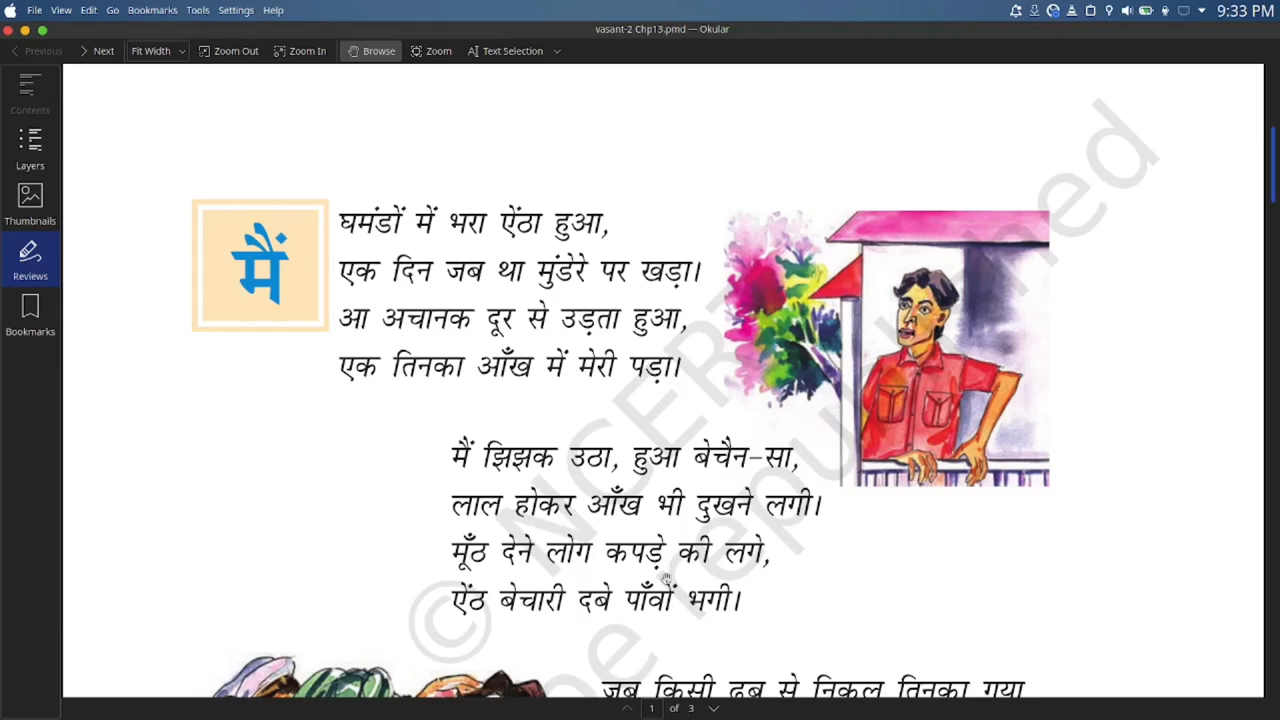 File View Edit Go Bookmarks Tools Settings Help 9:33 PM
vasant-2 Chp13.pmd — Okular
Previous Next Fit Width Zoom Out Zoom In Browse Zoom Text Selection
Contents
Layers
Thumbnails
Reviews
Bookmarks
मैं
घमंडों में भरा ऐंठा हुआ,
एक दिन जब था मुंडेरे पर खड़ा।
आ अचानक दूर से उड़ता हुआ,
एक तिनका आँख में मेरी पड़ा।
मैं झिझक उठा, हुआ बेचैन-सा,
लाल होकर आँख भी दुखने लगी।
मूँठ देने लोग कपड़े की लगे,
ऐंठ बेचारी दबे पाँवों भगी।
जब किसी ढब से निकल तिनका गया
© NCERT
be republished
1 of 3